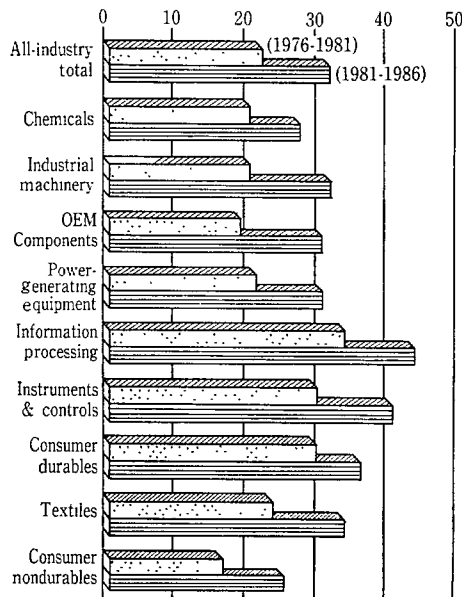 0 10 20 30 40 50
(1976-1981)
All-industry
total
(1981-1986)
Chemicals
Industrial
machinery
OEM
Components
Power-
generating
equipment
Information
processing
Instruments
& controls
Consumer
durables
Textiles
Consumer
nondurables